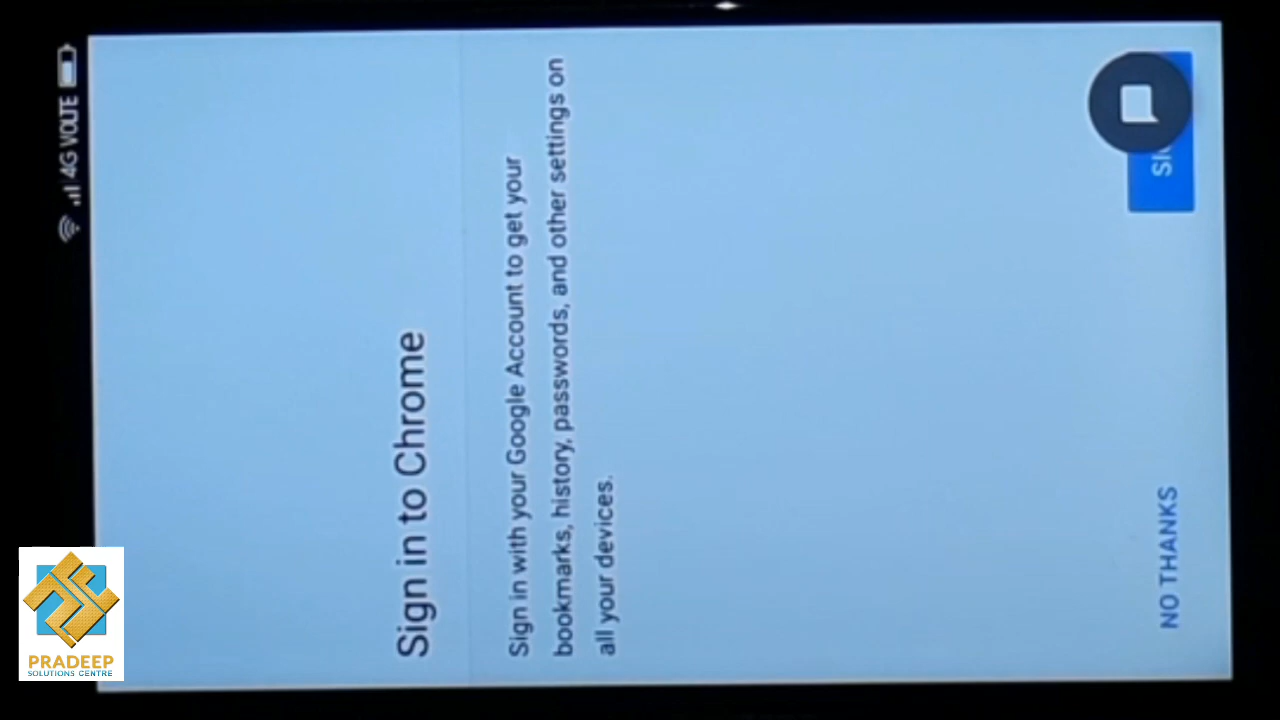 4G VOLTE
Sign in to Chrome
Sign in with your Google Account to get your
bookmarks, history, passwords, and other settings on
all your devices.
NO THANKS
PRADEEP
SOLUTIONS CENTRE